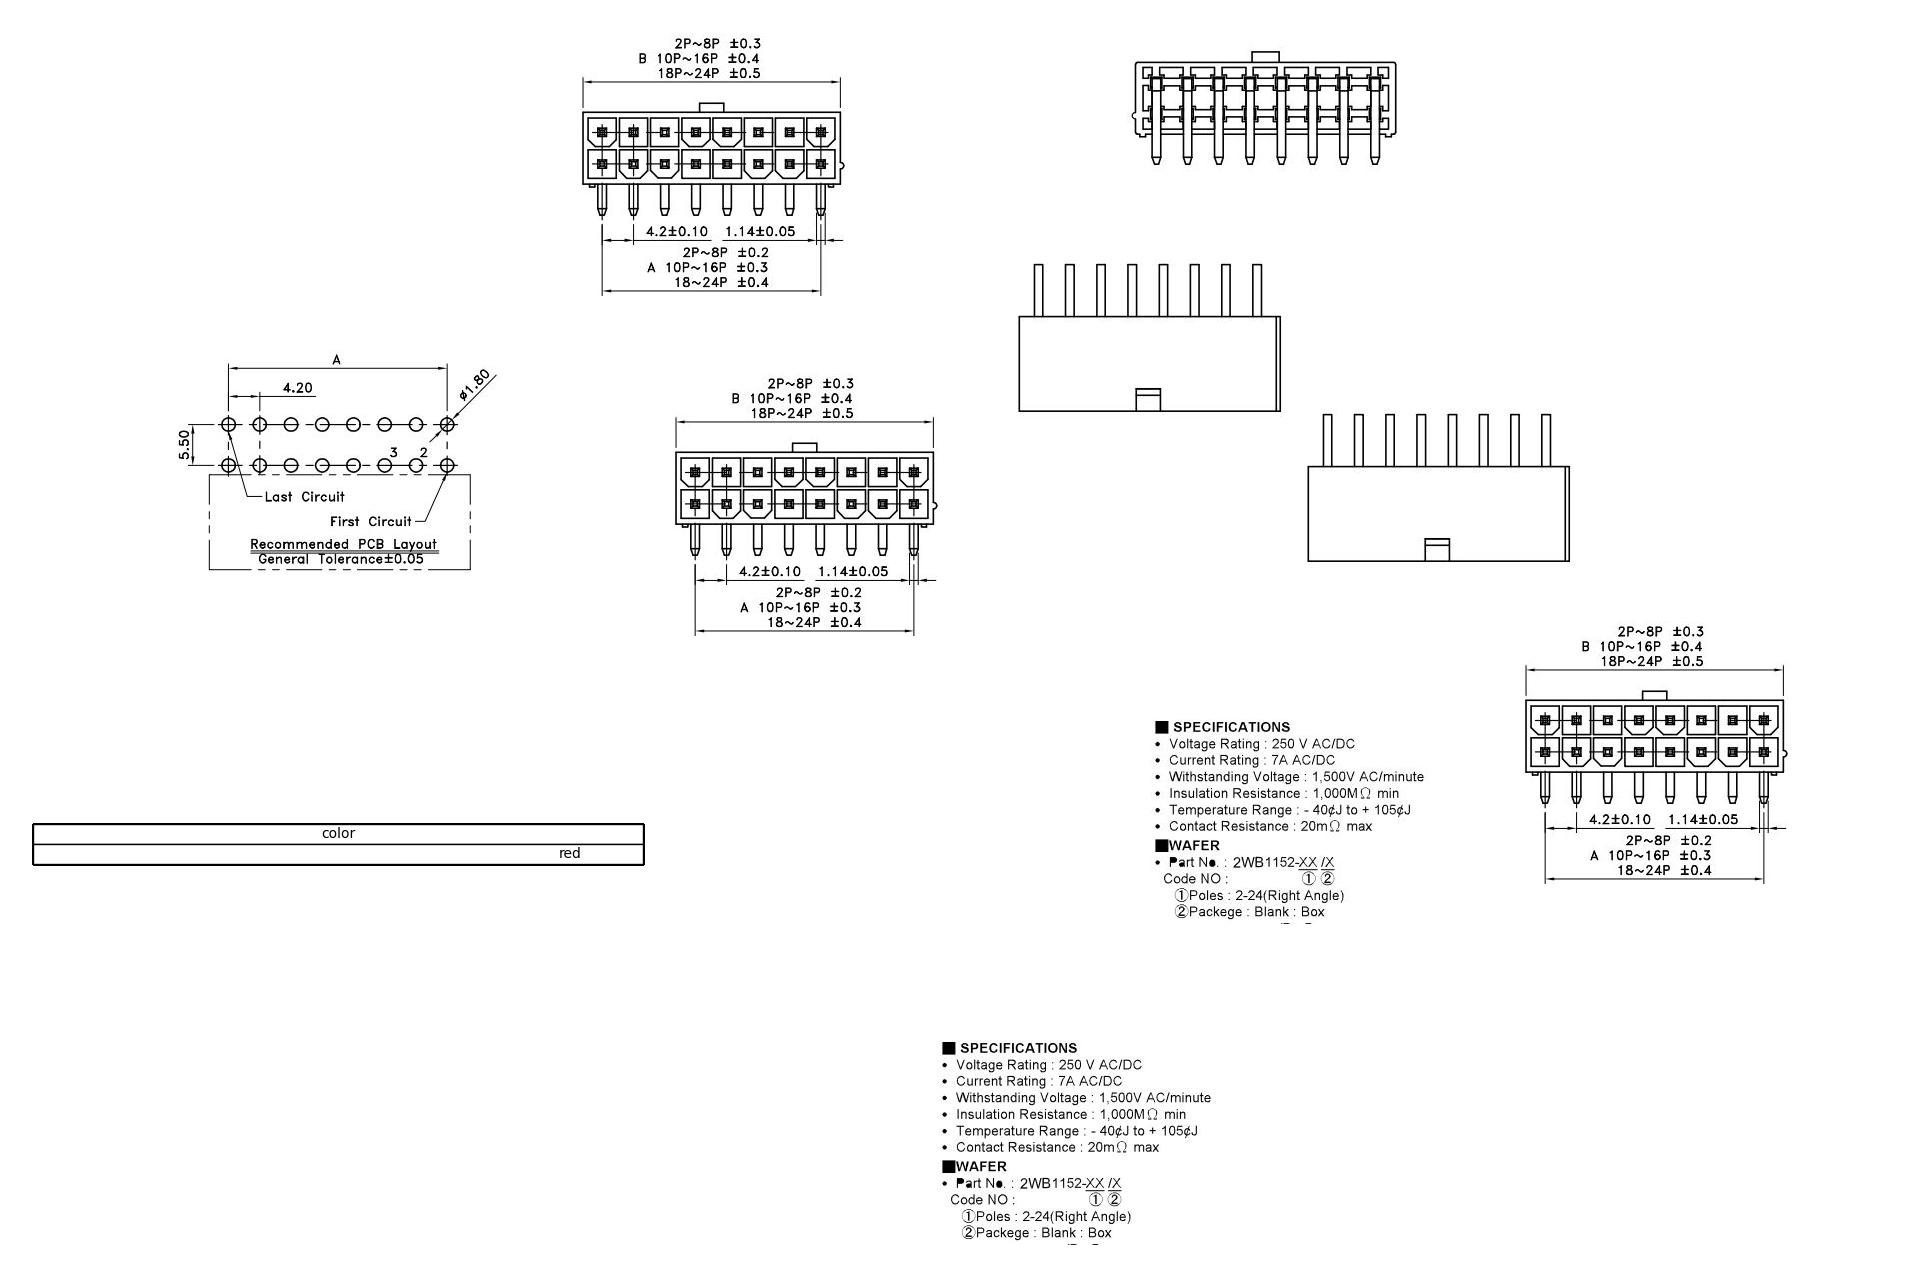 2P~8P ±0.3
B 10P~16P ±0.4
18P~24P ±0.5
4.2±0.10 1.14±0.05
2P~8P ±0.2
A 10P~16P ±0.3
18~24P ±0.4
A
4.20
ø1.80
5.50
3 2
Last Circuit
First Circuit
Recommended PCB Layout
General Tolerance±0.05
2P~8P ±0.3
B 10P~16P ±0.4
18P~24P ±0.5
4.2±0.10 1.14±0.05
2P~8P ±0.2
A 10P~16P ±0.3
18~24P ±0.4
2P~8P ±0.3
B 10P~16P ±0.4
18P~24P ±0.5
4.2±0.10 1.14±0.05
2P~8P ±0.2
A 10P~16P ±0.3
18~24P ±0.4
■ SPECIFICATIONS
• Voltage Rating : 250 V AC/DC
• Current Rating : 7A AC/DC
• Withstanding Voltage : 1,500V AC/minute
• Insulation Resistance : 1,000MΩ min
• Temperature Range : - 40¢J to + 105¢J
• Contact Resistance : 20mΩ max
■WAFER
• Part No. : 2WB1152-XX /X
Code NO : ① ②
①Poles : 2-24(Right Angle)
②Packege : Blank : Box
color
red
■ SPECIFICATIONS
• Voltage Rating : 250 V AC/DC
• Current Rating : 7A AC/DC
• Withstanding Voltage : 1,500V AC/minute
• Insulation Resistance : 1,000MΩ min
• Temperature Range : - 40¢J to + 105¢J
• Contact Resistance : 20mΩ max
■WAFER
• Part No. : 2WB1152-XX /X
Code NO : ① ②
①Poles : 2-24(Right Angle)
②Packege : Blank : Box